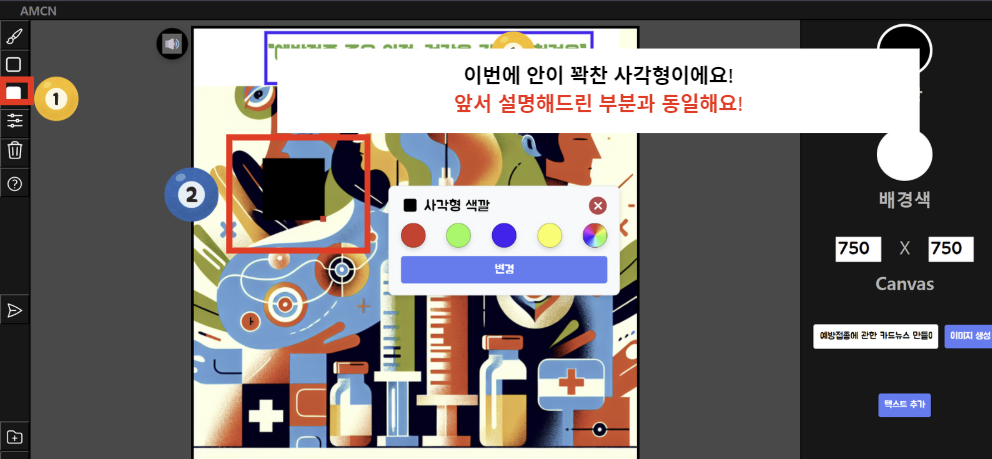 AMCN
이번에 안이 꽉찬 사각형이에요!
앞서 설명해드린 부분과 동일해요!
1
2
사각형 색깔
변경
배경색
750 X 750
Canvas
예방접종에 관한 카드뉴스 만들어
이미지 생성
텍스트 추가